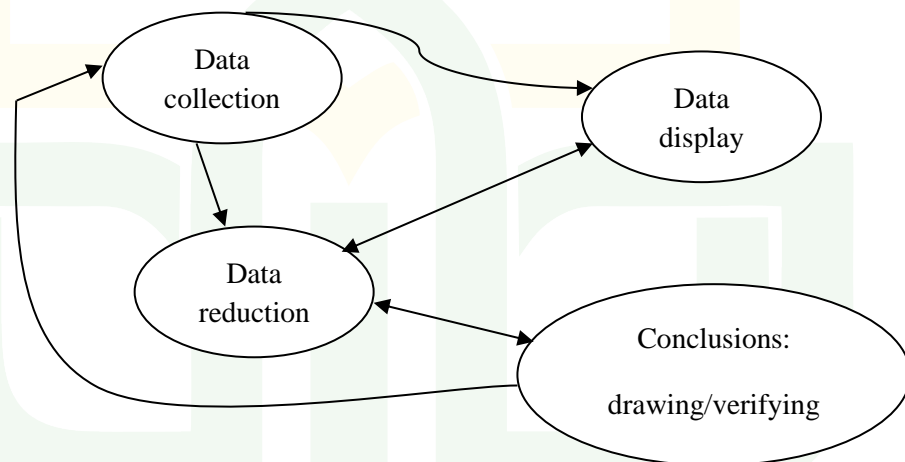 Data
collection
Data
display
Data
reduction
Conclusions:
drawing/verifying